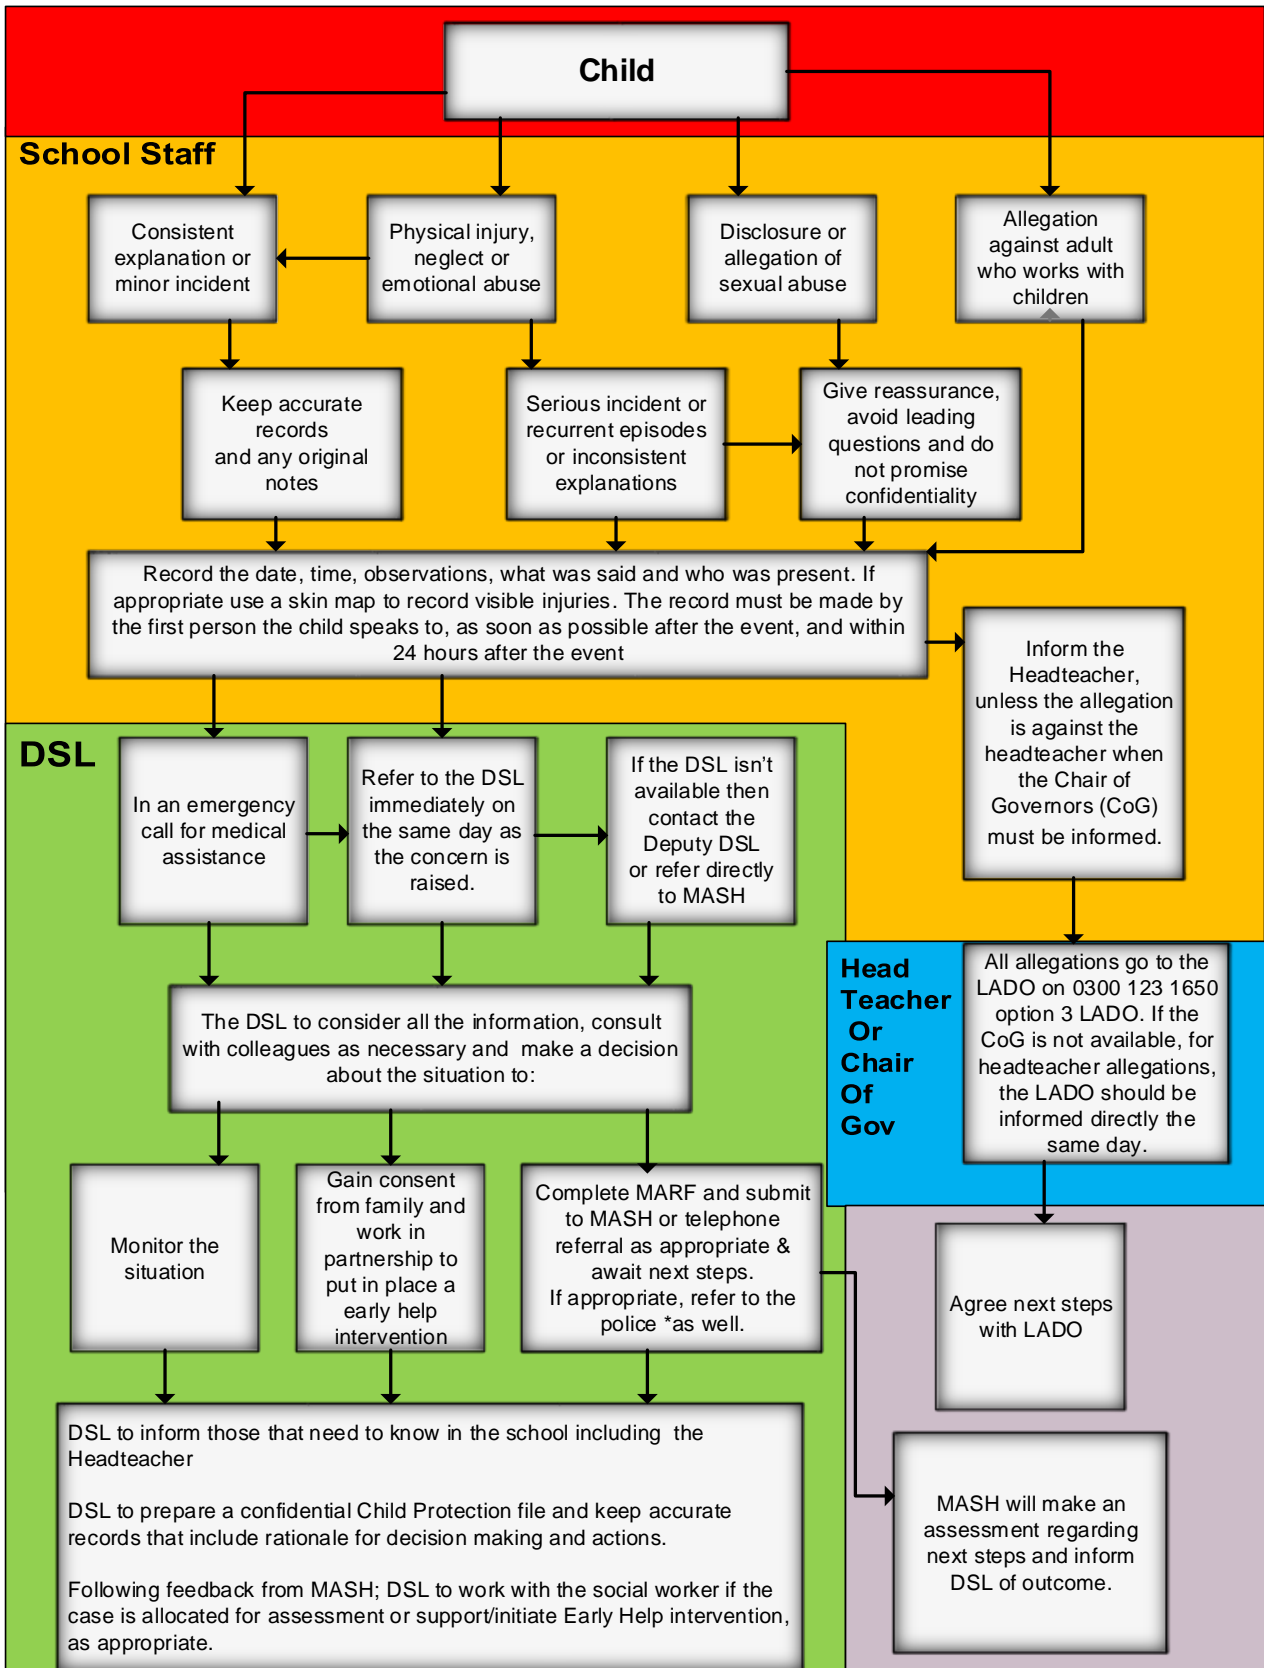 Child
School Staff
Consistent
explanation or
minor incident
Physical injury,
neglect or
emotional abuse
Disclosure or
allegation of
sexual abuse
Allegation
against adult
who works with
children
Keep accurate
records
and any original
notes
Serious incident or
recurrent episodes
or inconsistent
explanations
Give reassurance,
avoid leading
questions and do
not promise
confidentiality
Record the date, time, observations, what was said and who was present. If
appropriate use a skin map to record visible injuries. The record must be made by
the first person the child speaks to, as soon as possible after the event, and within
24 hours after the event
Inform the
Headteacher,
unless the allegation
is against the
headteacher when
the Chair of
Governors (CoG)
must be informed.
DSL
In an emergency
call for medical
assistance
Refer to the DSL
immediately on
the same day as
the concern is
raised.
If the DSL isn't
available then
contact the
Deputy DSL
or refer directly
to MASH
Head
Teacher
Or
Chair
Of
Gov
All allegations go to the
LADO on 0300 123 1650
option 3 LADO. If the
CoG is not available, for
headteacher allegations,
the LADO should be
informed directly the
same day.
The DSL to consider all the information, consult
with colleagues as necessary and make a decision
about the situation to:
Monitor the
situation
Gain consent
from family and
work in
partnership to
put in place a
early help
intervention
Complete MARF and submit
to MASH or telephone
referral as appropriate &
await next steps.
If appropriate, refer to the
police *as well.
Agree next steps
with LADO
DSL to inform those that need to know in the school including the
Headteacher
DSL to prepare a confidential Child Protection file and keep accurate
records that include rationale for decision making and actions.
Following feedback from MASH; DSL to work with the social worker if the
case is allocated for assessment or support/initiate Early Help intervention,
as appropriate.
MASH will make an
assessment regarding
next steps and inform
DSL of outcome.